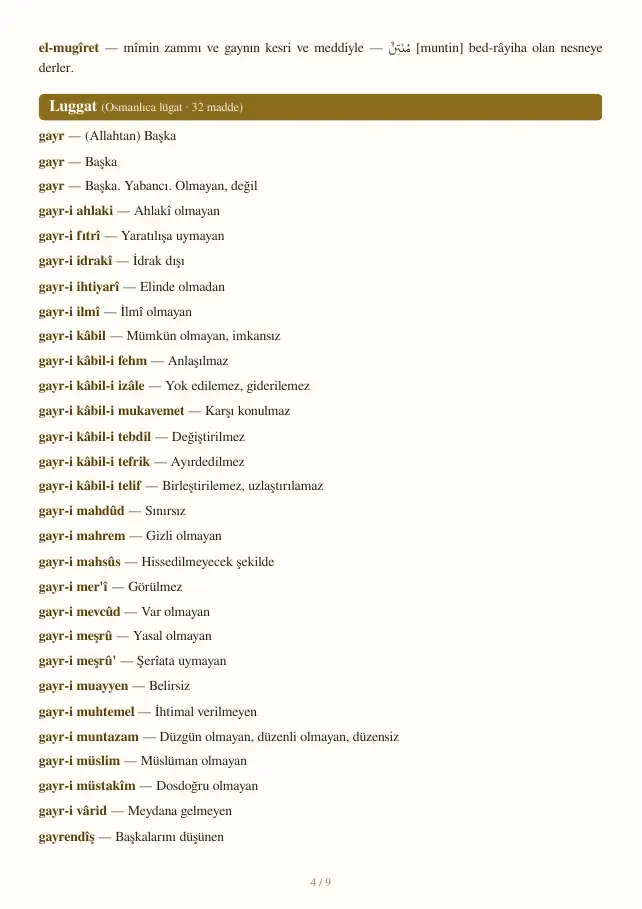 el-mugîret — mîmin zammı ve gaynın kesri ve meddiyle — مُنْتِنٌ [muntin] bed-râyiha olan nesneye
derler.
Luggat (Osmanlıca lügat · 32 madde)
gayr — (Allahtan) Başka
gayr — Başka
gayr — Başka. Yabancı. Olmayan, değil
gayr-i ahlaki — Ahlakî olmayan
gayr-i fıtrî — Yaratılışa uymayan
gayr-i idrakî — İdrak dışı
gayr-i ihtiyarî — Elinde olmadan
gayr-i ilmî — İlmî olmayan
gayr-i kâbil — Mümkün olmayan, imkansız
gayr-i kâbil-i fehm — Anlaşılmaz
gayr-i kâbil-i izâle — Yok edilemez, giderilemez
gayr-i kâbil-i mukavemet — Karşı konulmaz
gayr-i kâbil-i tebdil — Değiştirilmez
gayr-i kâbil-i tefrik — Ayırdedilmez
gayr-i kâbil-i telif — Birleştirilemez, uzlaştırılamaz
gayr-i mahdûd — Sınırsız
gayr-i mahrem — Gizli olmayan
gayr-i mahsûs — Hissedilmeyecek şekilde
gayr-i mer'î — Görülmez
gayr-i mevcûd — Var olmayan
gayr-i meşrû — Yasal olmayan
gayr-i meşrû' — Şerîata uymayan
gayr-i muayyen — Belirsiz
gayr-i muhtemel — İhtimal verilmeyen
gayr-i muntazam — Düzgün olmayan, düzenli olmayan, düzensiz
gayr-i müslim — Müslüman olmayan
gayr-i müstakîm — Dosdoğru olmayan
gayr-i vârid — Meydana gelmeyen
gayrendîş — Başkalarını düşünen
4 / 9